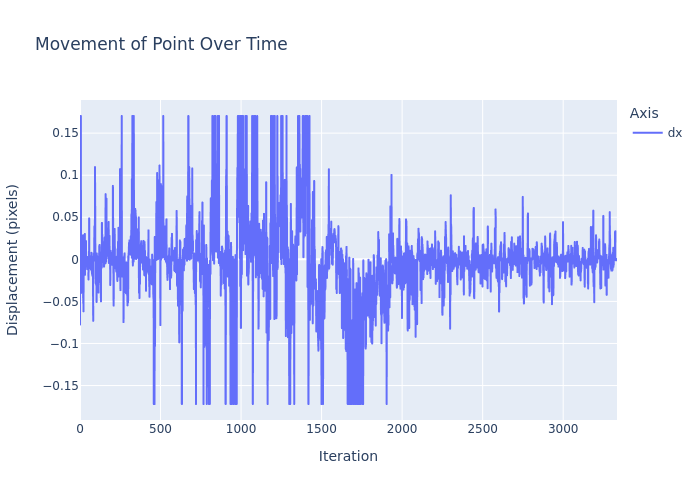 Movement of Point Over Time
Axis
dx
Displacement (pixels)
0.15
0.1
0.05
0
−0.05
−0.1
−0.15
0 500 1000 1500 2000 2500 3000
Iteration